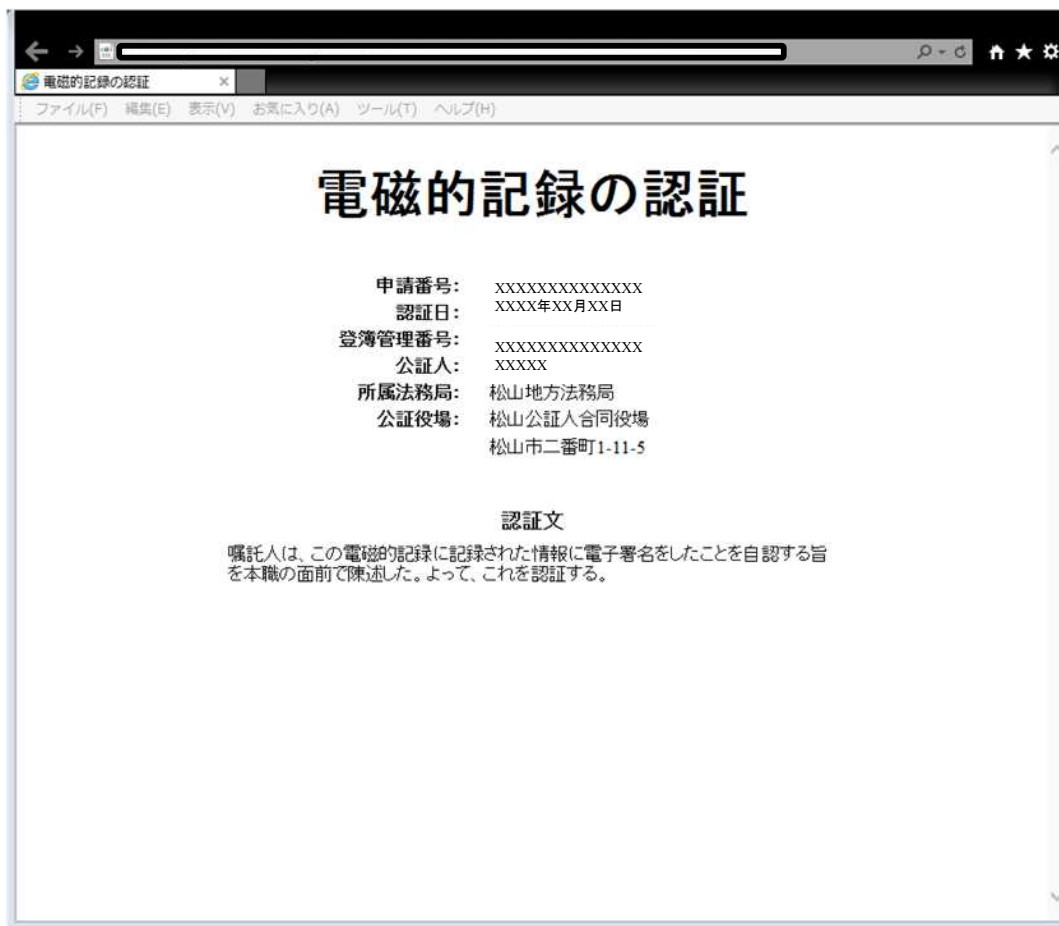 電磁的記録の認証
ファイル(F) 編集(E) 表示(V) お気に入り(A) ツール(T) ヘルプ(H)
電磁的記録の認証
申請番号: XXXXXXXXXXXXXX
認証日: XXXX年XX月XX日
登簿管理番号: XXXXXXXXXXXXXX
公証人: XXXXX
所属法務局: 松山地方法務局
公証役場: 松山公証人合同役場
松山市二番町1-11-5
認証文
嘱託人は、この電磁的記録に記録された情報に電子署名をしたことを自認する旨
を本職の面前で陳述した。よって、これを認証する。